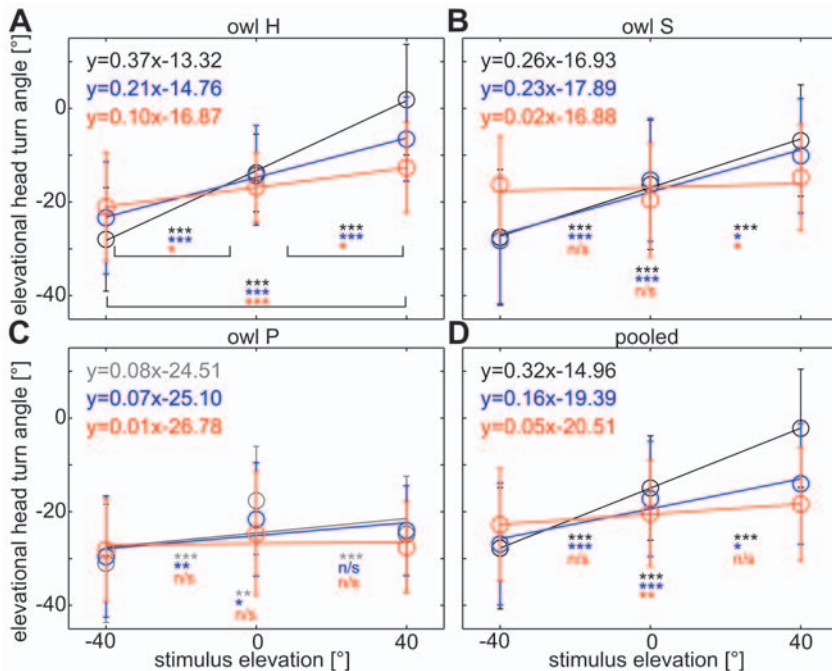 A owl H
y=0.37x-13.32
y=0.21x-14.76
y=0.10x-16.87
elevational head turn angle [°]
0
-20
-40
***
***
*
***
***
*
***
***
***
B owl S
y=0.26x-16.93
y=0.23x-17.89
y=0.02x-16.88
***
***
n/s
***
*
*
***
***
n/s
C owl P
y=0.08x-24.51
y=0.07x-25.10
y=0.01x-26.78
elevational head turn angle [°]
0
-20
-40
***
**
n/s
***
n/s
n/s
**
*
n/s
-40 0 40
stimulus elevation [°]
D pooled
y=0.32x-14.96
y=0.16x-19.39
y=0.05x-20.51
***
***
n/s
***
*
n/s
***
***
**
-40 0 40
stimulus elevation [°]